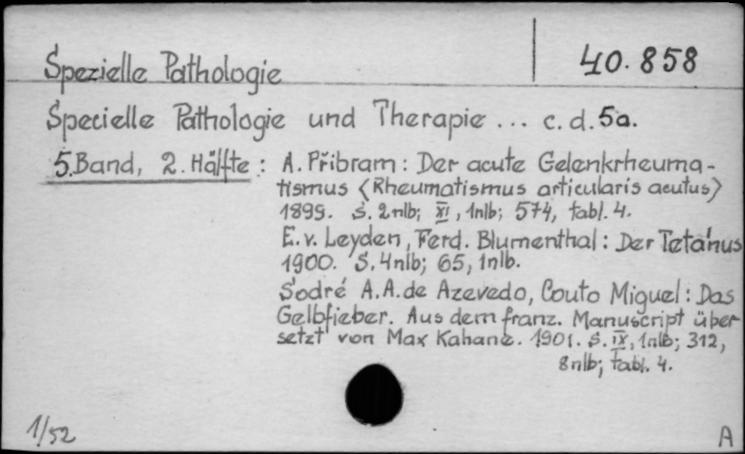 Spezielle Pathologie
40.858
Specielle Pathologie und Therapie ... c.d.5a.
5.Band, 2. Hälfte : A. Přibram : Der acute Gelenkrheuma-
tismus <Rheumatismus articularis acutus>
1899. S. 2nlb; XI, 1nlb; 574, tabl. 4.
E. v. Leyden, Ferd. Blumenthal : Der Tetanus
1900. S. 4nlb; 65, 1nlb.
Sodré A.A. de Azevedo, Couto Miguel : Das
Gelbfieber. Aus dem franz. Manuscript über-
setzt von Max Kahane. 1901. S. IX, 1nlb; 312,
8nlb; tabl. 4.
1/52
A